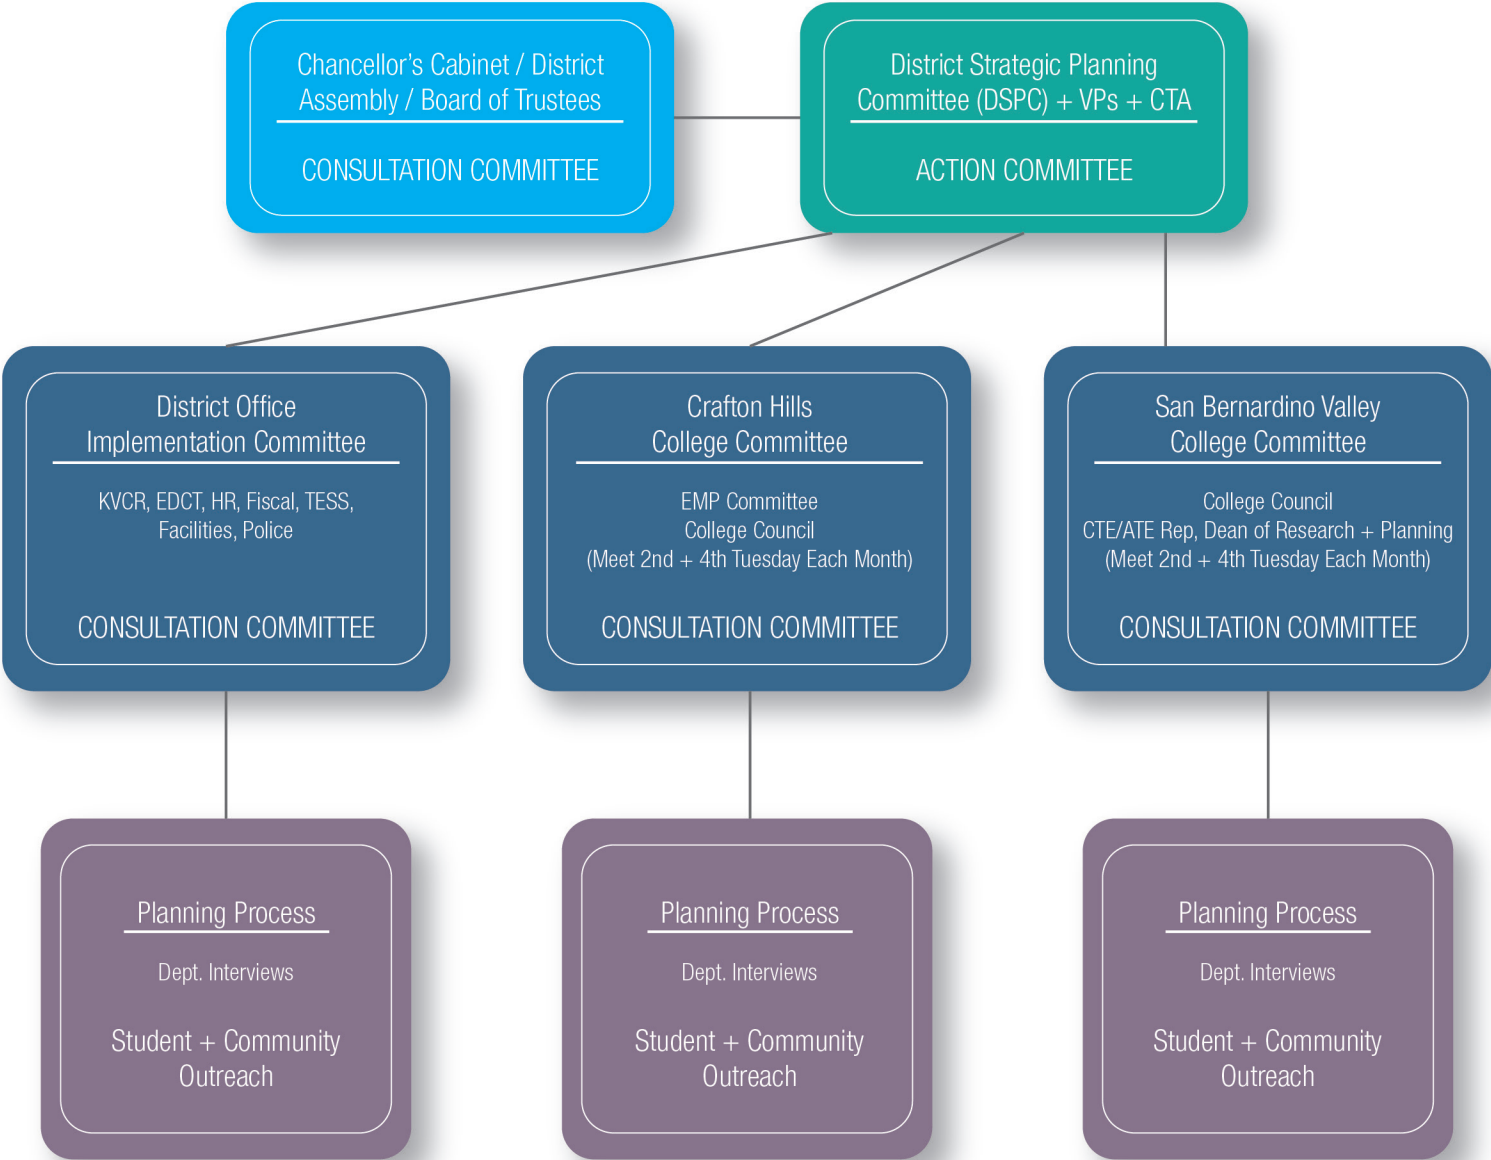 Chancellor’s Cabinet / District
Assembly / Board of Trustees
CONSULTATION COMMITTEE
District Strategic Planning
Committee (DSPC) + VPs + CTA
ACTION COMMITTEE
District Office
Implementation Committee
KVCR, EDCT, HR, Fiscal, TESS,
Facilities, Police
CONSULTATION COMMITTEE
Crafton Hills
College Committee
EMP Committee
College Council
(Meet 2nd + 4th Tuesday Each Month)
CONSULTATION COMMITTEE
San Bernardino Valley
College Committee
College Council
CTE/ATE Rep, Dean of Research + Planning
(Meet 2nd + 4th Tuesday Each Month)
CONSULTATION COMMITTEE
Planning Process
Dept. Interviews
Student + Community
Outreach
Planning Process
Dept. Interviews
Student + Community
Outreach
Planning Process
Dept. Interviews
Student + Community
Outreach